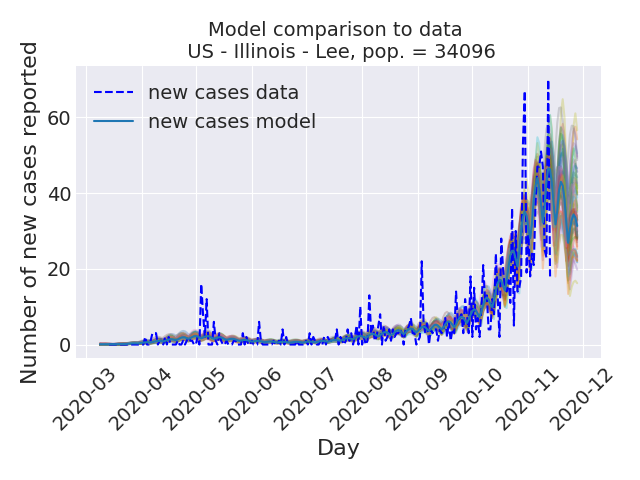 Model comparison to data
US - Illinois - Lee, pop. = 34096
Number of new cases reported
60
40
20
0
new cases data
new cases model
2020-03
2020-04
2020-05
2020-06
2020-07
2020-08
2020-09
2020-10
2020-11
2020-12
Day